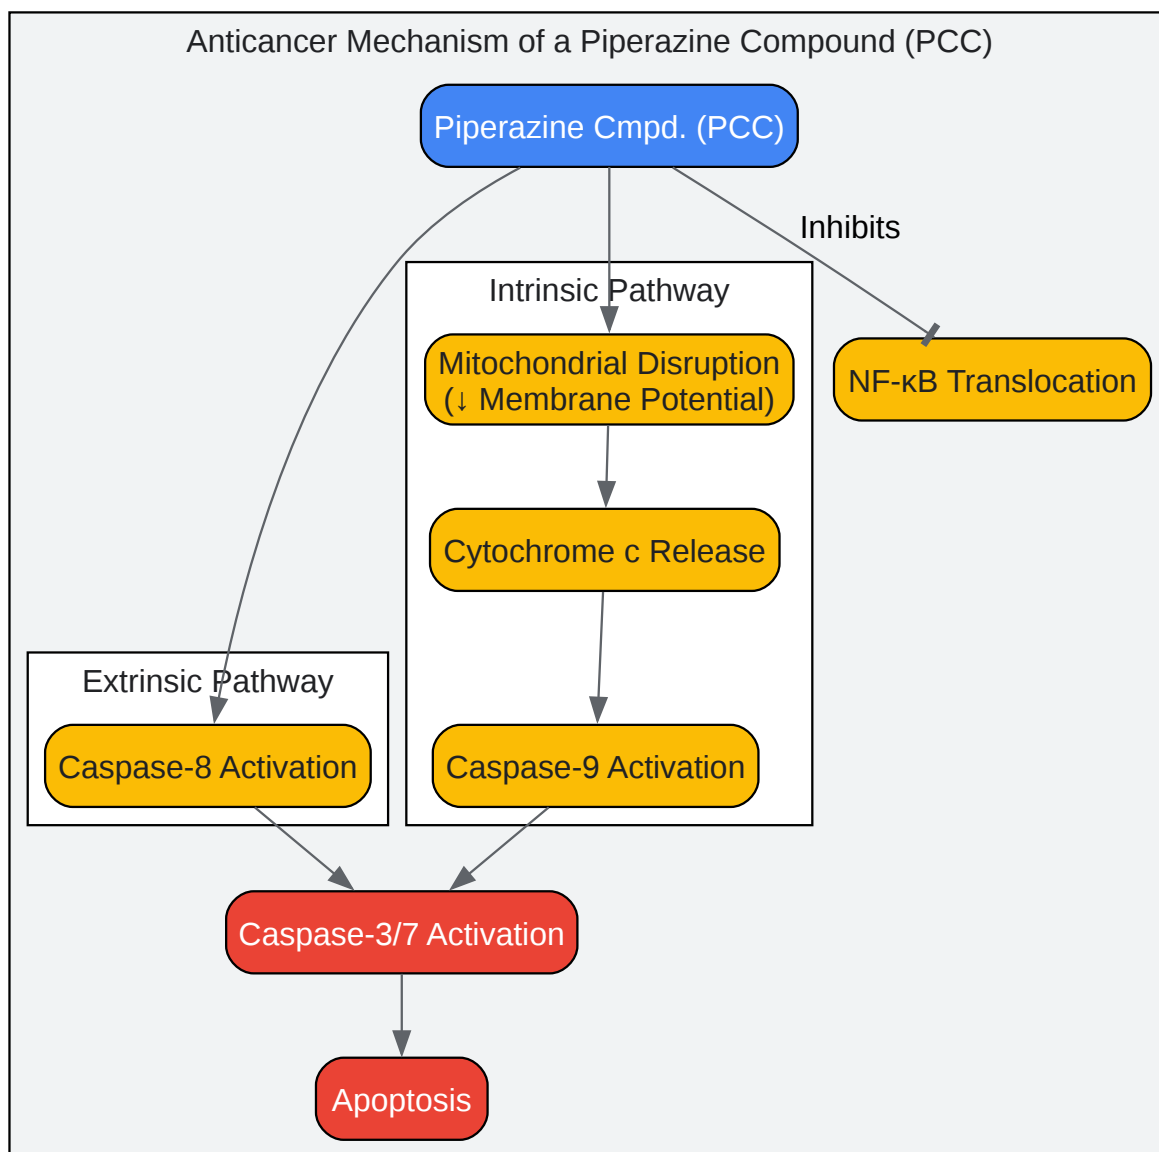 Anticancer Mechanism of a Piperazine Compound (PCC)
Piperazine Cmpd. (PCC)
Inhibits
Intrinsic Pathway
Mitochondrial Disruption
(↓ Membrane Potential)
NF-κB Translocation
Cytochrome c Release
Extrinsic Pathway
Caspase-8 Activation
Caspase-9 Activation
Caspase-3/7 Activation
Apoptosis